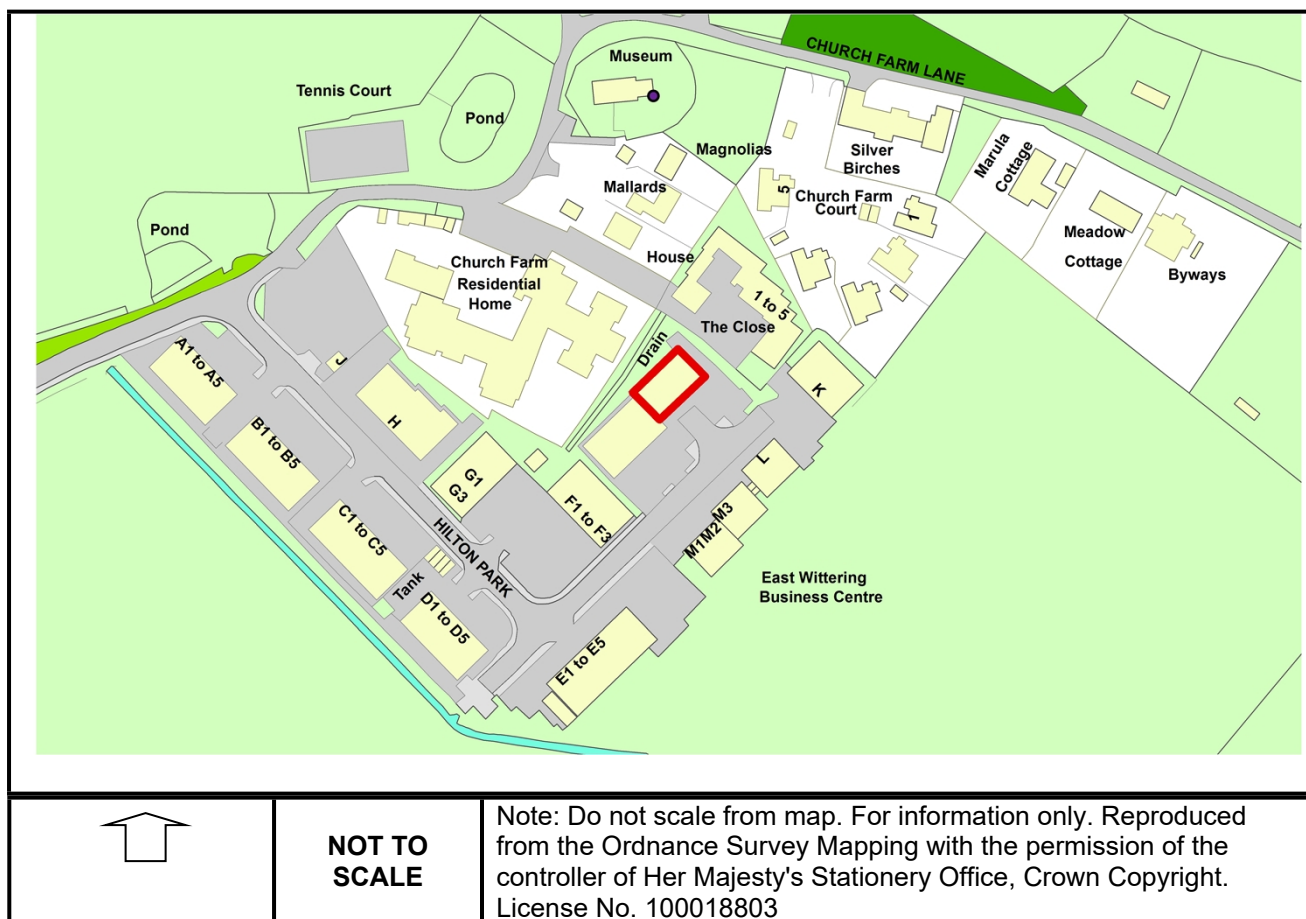 CHURCH FARM LANE
Museum
Tennis Court
Pond
Magnolias
Silver
Birches
Marula
Cottage
Mallards
5
Church Farm
Court
1
Pond
Meadow
Cottage
House
Byways
Church Farm
Residential
Home
1 to 5
The Close
Drain
A1 to A5
J
K
H
B1 to B5
L
G1
G3
F1 to F3
M3
C1 to C5
HILTON PARK
M1M2
Tank
East Wittering
Business Centre
D1 to D5
E1 to E5
NOT TO
SCALE
Note: Do not scale from map. For information only. Reproduced
from the Ordnance Survey Mapping with the permission of the
controller of Her Majesty's Stationery Office, Crown Copyright.
License No. 100018803